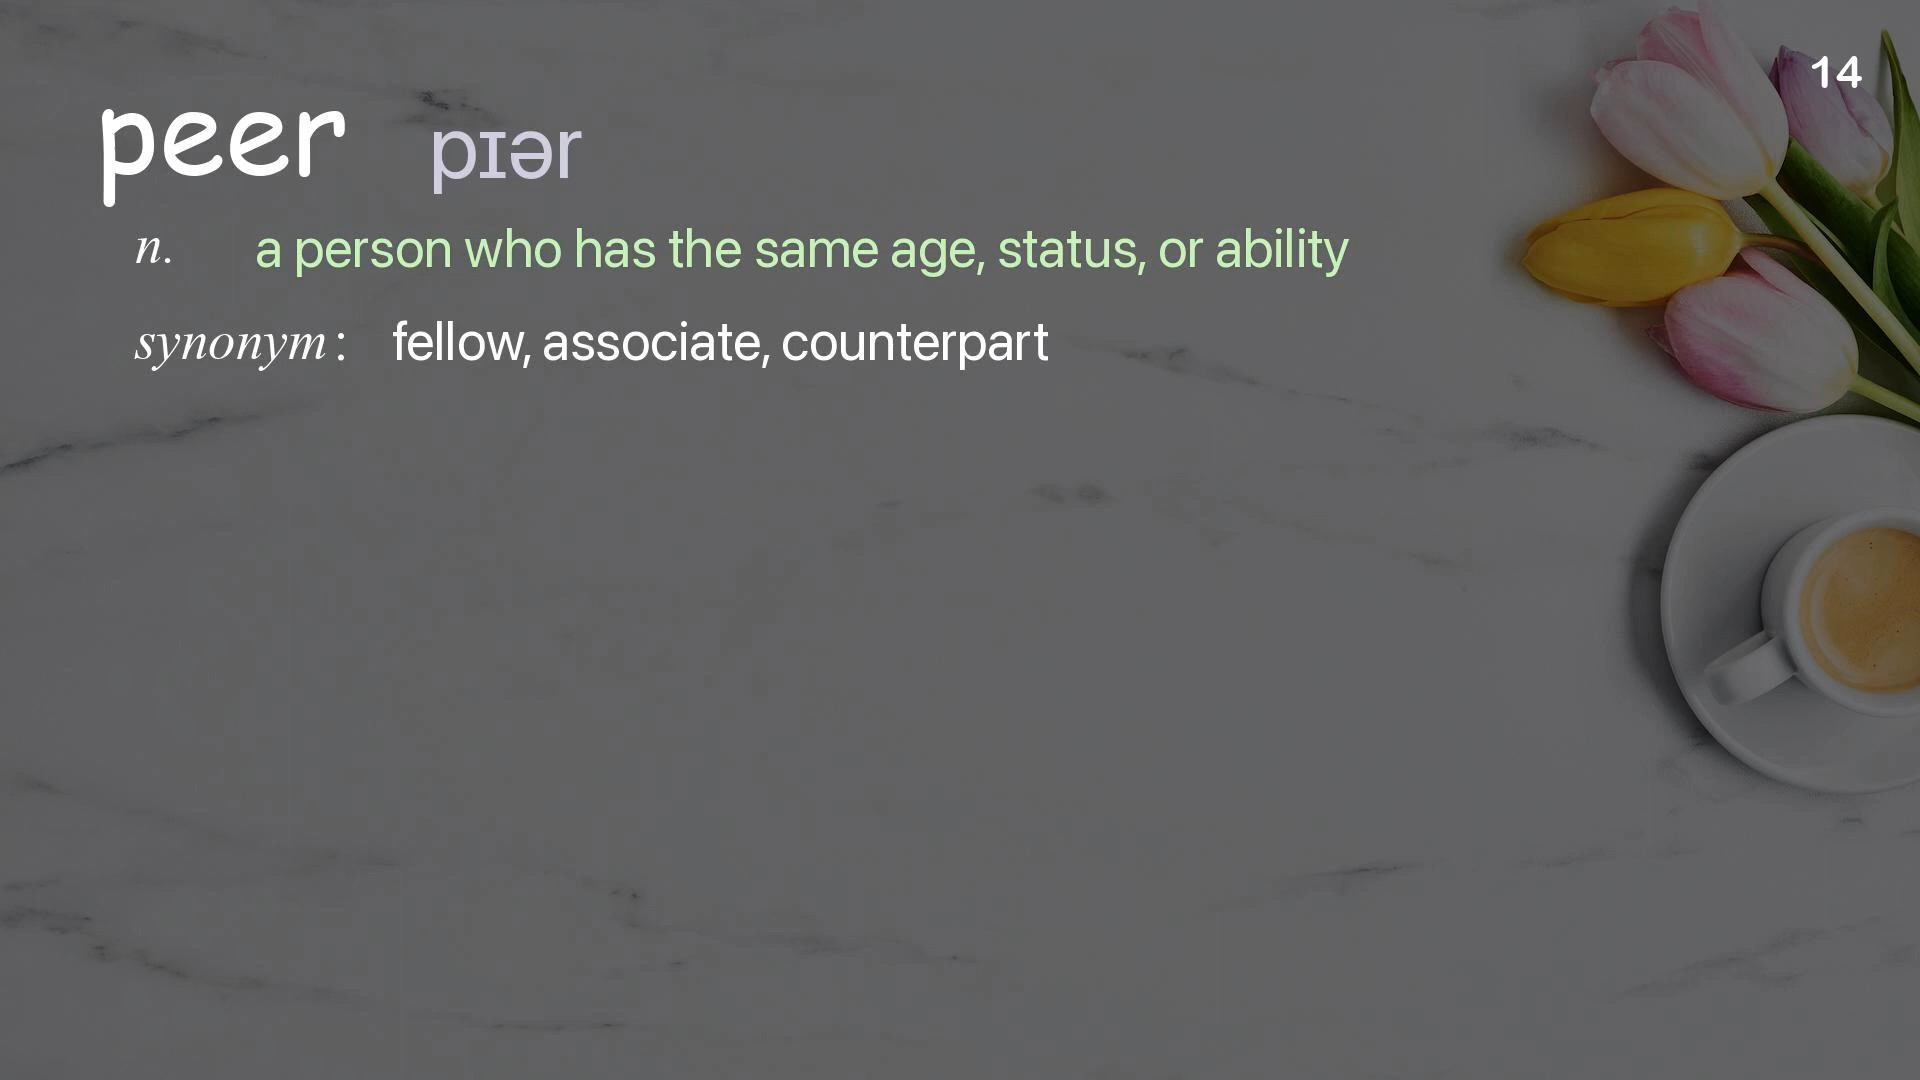 14
peer pɪər
n. a person who has the same age, status, or ability
synonym : fellow, associate, counterpart